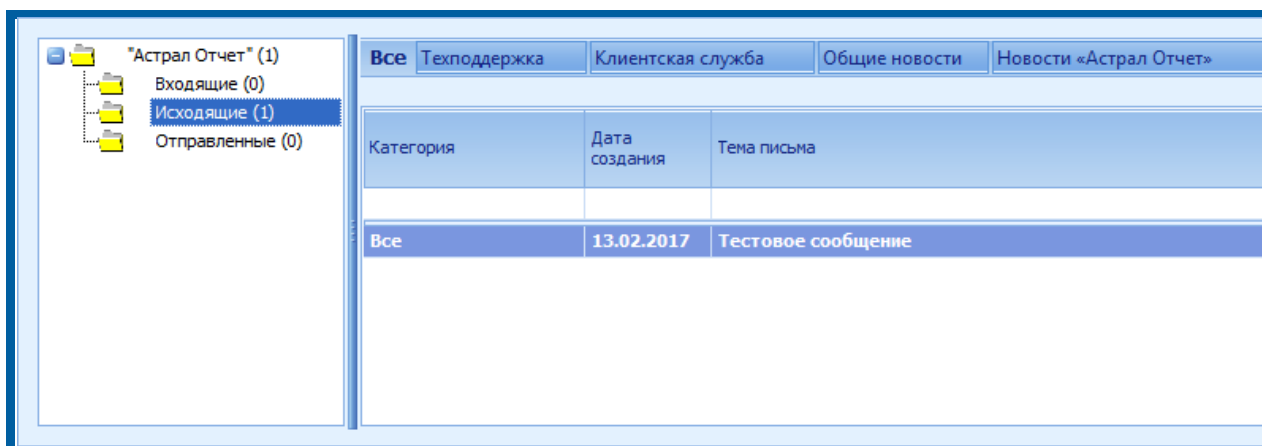 "Астрал Отчет" (1)
Входящие (0)
Исходящие (1)
Отправленные (0)
Все Техподдержка Клиентская служба Общие новости Новости «Астрал Отчет»
Категория Дата создания Тема письма
Все 13.02.2017 Тестовое сообщение